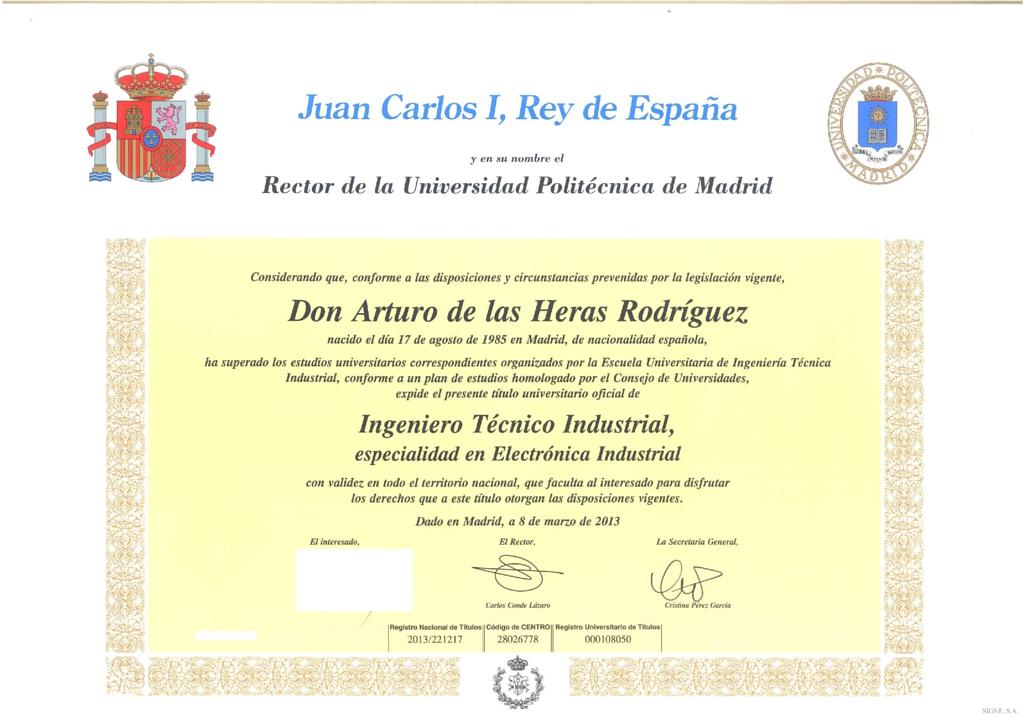 Juan Carlos I, Rey de España
y en su nombre el
Rector de la Universidad Politécnica de Madrid
UNIVERSIDAD POLITECNICA MADRID
Considerando que, conforme a las disposiciones y circunstancias prevenidas por la legislación vigente,
Don Arturo de las Heras Rodríguez
nacido el día 17 de agosto de 1985 en Madrid, de nacionalidad española,
ha superado los estudios universitarios correspondientes organizados por la Escuela Universitaria de Ingeniería Técnica
Industrial, conforme a un plan de estudios homologado por el Consejo de Universidades,
expide el presente título universitario oficial de
Ingeniero Técnico Industrial,
especialidad en Electrónica Industrial
con validez en todo el territorio nacional, que faculta al interesado para disfrutar
los derechos que a este título otorgan las disposiciones vigentes.
Dado en Madrid, a 8 de marzo de 2013
El interesado, El Rector, La Secretaria General,
Carlos Conde Lázaro Cristina Pérez García
Registro Nacional de Títulos Código de CENTRO Registro Universitario de Títulos
2013/221217 28026778 000108050
SIGNE, S.A.